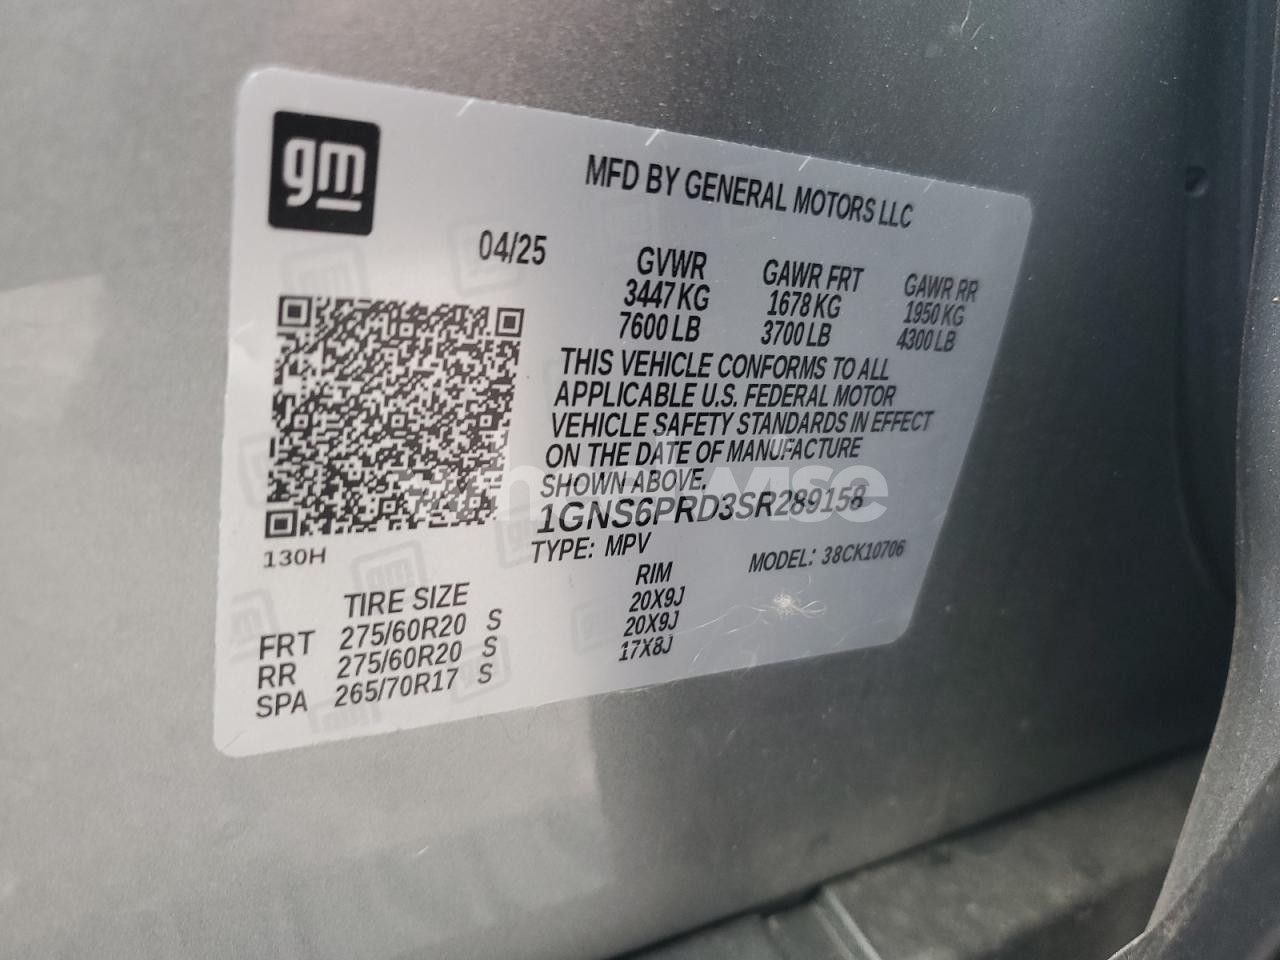 gm
MFD BY GENERAL MOTORS LLC
04/25
GVWR GAWR FRT GAWR RR
3447 KG 1678 KG 1950 KG
7600 LB 3700 LB 4300 LB
THIS VEHICLE CONFORMS TO ALL
APPLICABLE U.S. FEDERAL MOTOR
VEHICLE SAFETY STANDARDS IN EFFECT
ON THE DATE OF MANUFACTURE
SHOWN ABOVE.
1GNS6PRD3SR289158
TYPE: MPV MODEL: 38CK10706
130H
TIRE SIZE RIM
FRT 275/60R20 S 20X9J
RR 275/60R20 S 20X9J
SPA 265/70R17 S 17X8J